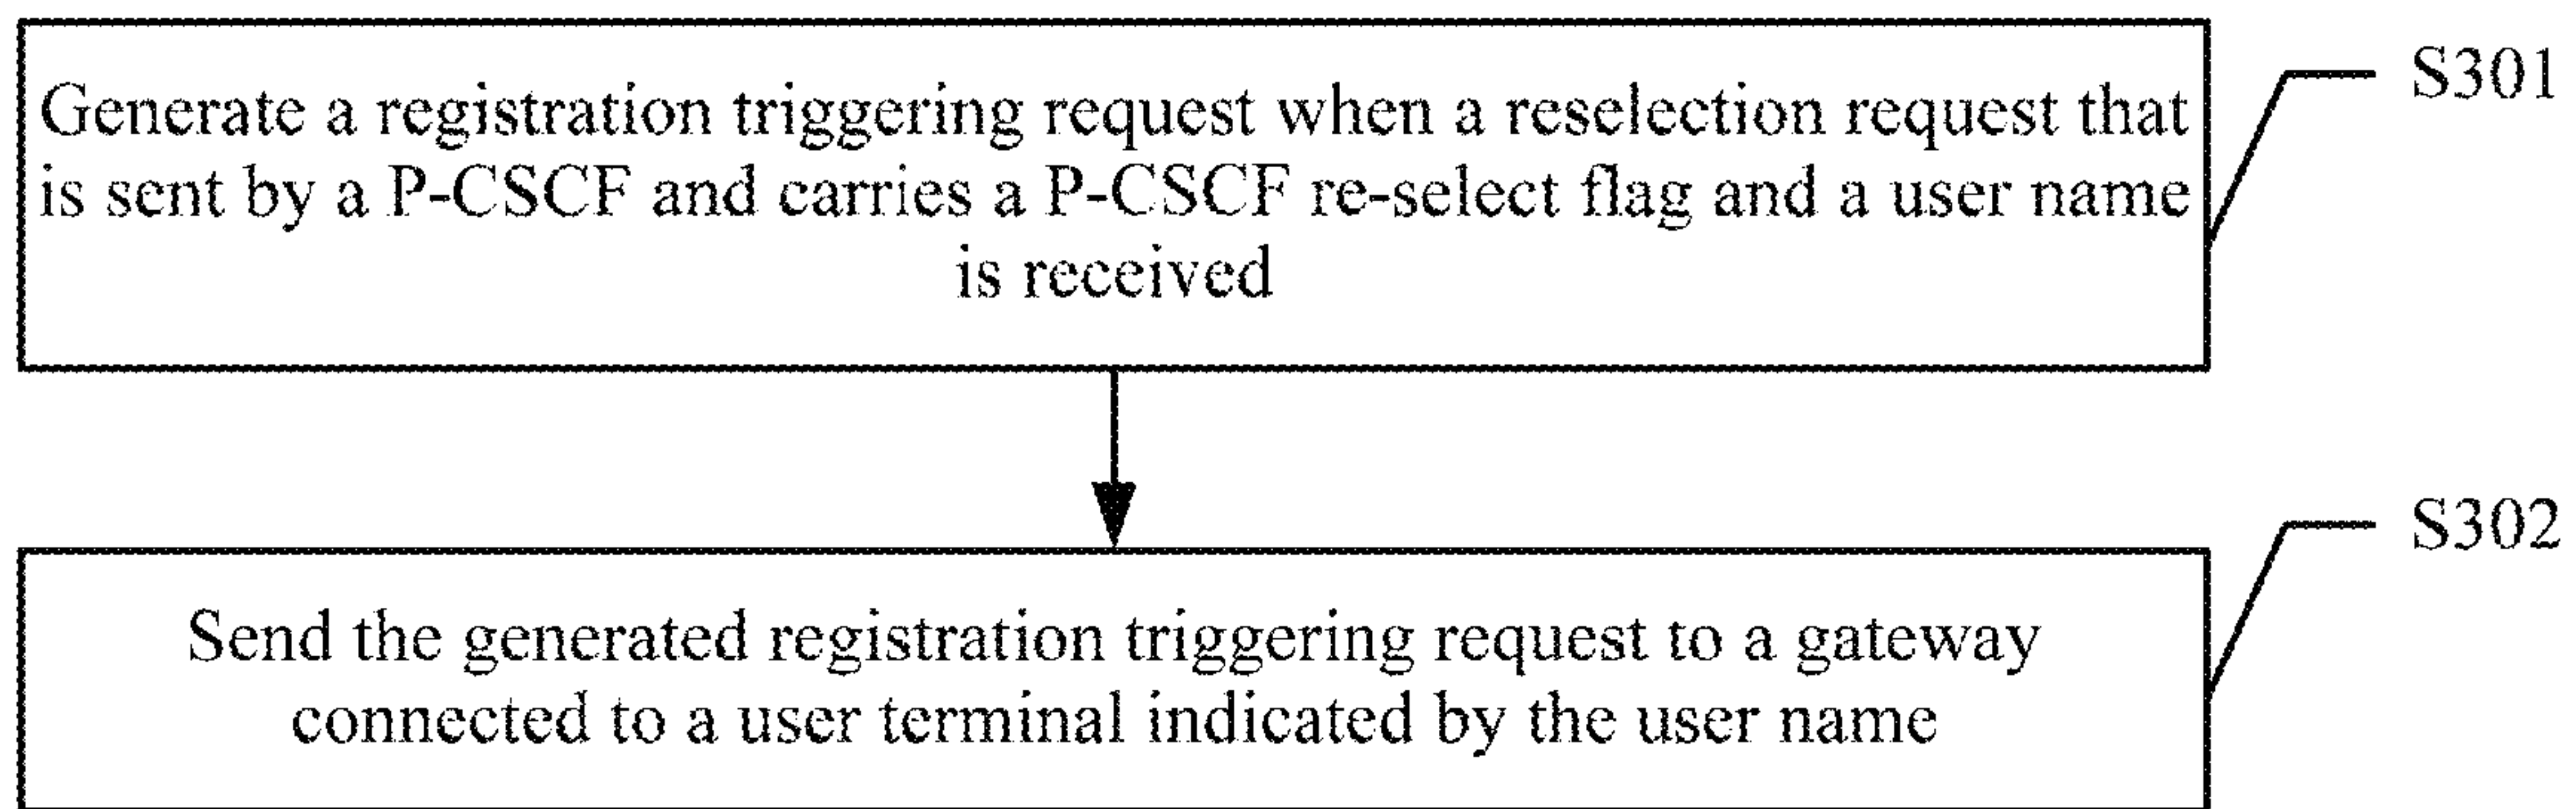 Generate a registration triggering request when a reselection request that
is sent by a P-CSCF and carries a P-CSCF re-select flag and a user name
is received
S301
Send the generated registration triggering request to a gateway
connected to a user terminal indicated by the user name
S302